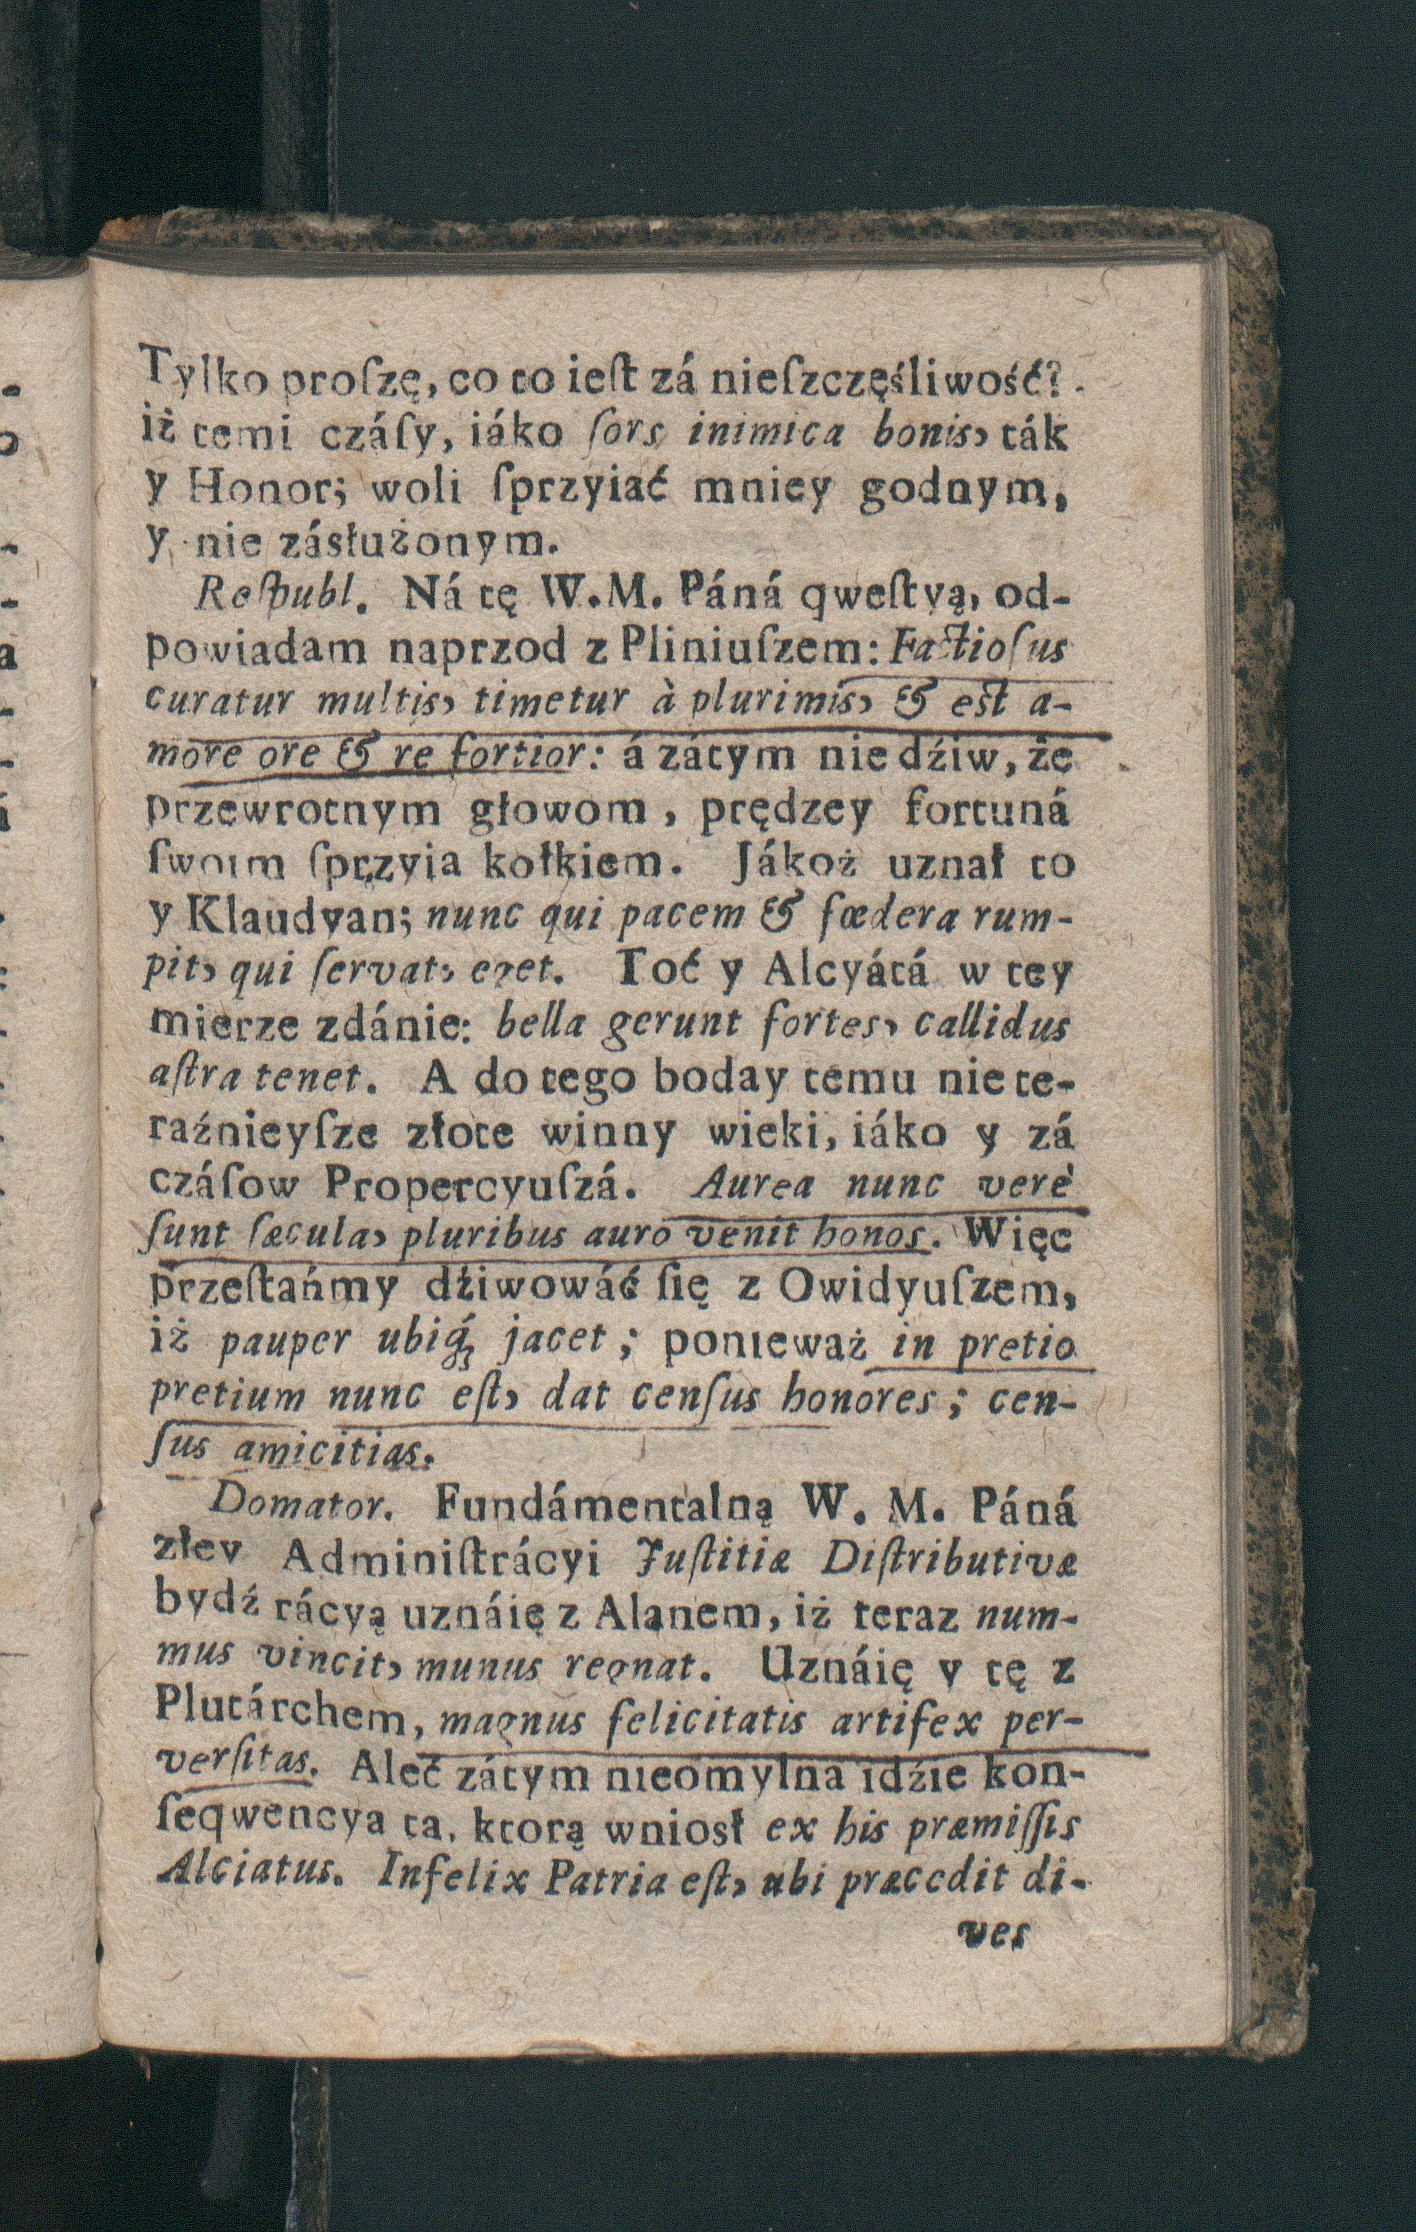 Tylko proſzę, co to ieſt zá nieſzczęśliwość?
iż temi czáſy, iáko ſors inimica bonis, ták
y Honor; woli ſprzyiać mniey godnym,
y nie zásłużonym.
Reſpubl. Ná tę W.M. Páná qweſtyą, od-
powiadam naprzod z Pliniuſzem: Factioſus
curatur multis, timetur à plurimis, & est a-
more ore & re fortior: á zátym nie dźiw, że
przewrotnym głowom, prędzey fortuná
ſwoim ſprzyia kołkiem. Jákoż uznał to
y Klaudyan; nunc qui pacem & fœdera rum-
pit, qui ſervat, eget. Toć y Alcyátá w tey
mierze zdánie: bella gerunt fortes, callidus
aſtra tenet. A do tego boday temu nie te-
raźnieyſze złote winny wieki, iáko y zá
czáſow Propercyuſzá. Aurea nunc verè
ſunt ſæcula, pluribus auro venit honos. Więc
przeſtańmy dźiwowáć ſię z Owidyuſzem,
iż pauper ubiq́ꝫ jacet; ponieważ in pretio
pretium nunc eſt, dat cenſus honores; cen-
ſus amicitias.
Domator. Fundámentalną W. M. Páná
złey Adminiſtrácyi Juſtitiæ Diſtributivæ
bydź rácyą uznáię z Alanem, iż teraz num-
mus vincit, munus regnat. Uznáię y tę z
Plutárchem, magnus felicitatis artifex per-
verſitas. Aleć zátym nieomylna idźie kon-
ſeqwencya ta, ktorą wniosł ex his præmiſſis
Alciatus. Infelix Patria eſt, ubi præcedit di-
ves